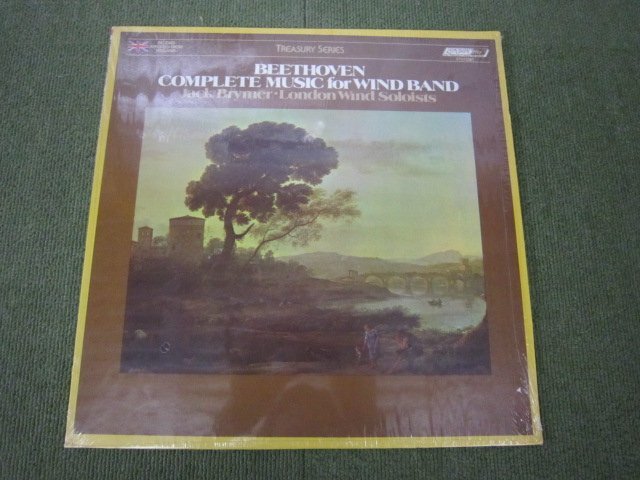 TREASURY SERIES
BEETHOVEN
COMPLETE MUSIC for WIND BAND
Jack Brymer · London Wind Soloists